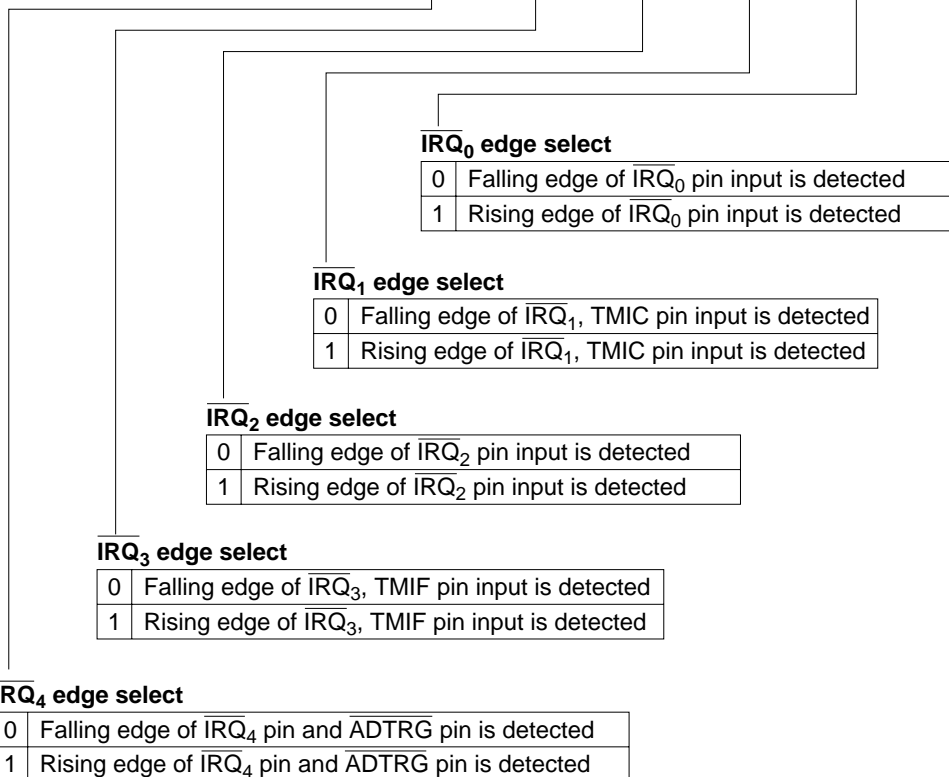 IRQ0 edge select
0 Falling edge of IRQ0 pin input is detected
1 Rising edge of IRQ0 pin input is detected
IRQ1 edge select
0 Falling edge of IRQ1, TMIC pin input is detected
1 Rising edge of IRQ1, TMIC pin input is detected
IRQ2 edge select
0 Falling edge of IRQ2 pin input is detected
1 Rising edge of IRQ2 pin input is detected
IRQ3 edge select
0 Falling edge of IRQ3, TMIF pin input is detected
1 Rising edge of IRQ3, TMIF pin input is detected
RQ4 edge select
0 Falling edge of IRQ4 pin and ADTRG pin is detected
1 Rising edge of IRQ4 pin and ADTRG pin is detected